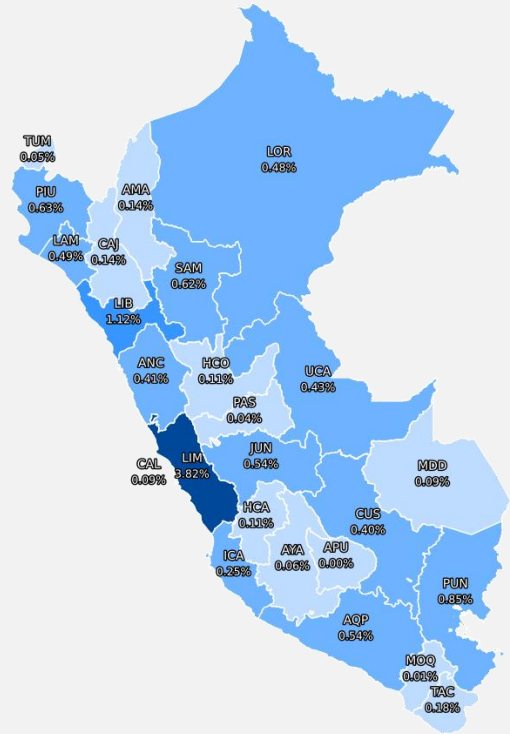 LOR
0.48%
TUM
0.05%
PIU
0.63%
AMA
0.14%
LAM
0.49%
CAJ
0.14%
SAM
0.62%
LIB
1.12%
ANC
0.41%
HCO
0.11%
UCA
0.43%
PAS
0.04%
CAL
0.09%
LIM
3.82%
JUN
0.54%
MDD
0.09%
HCA
0.11%
CUS
0.40%
ICA
0.25%
AYA
0.06%
APU
0.00%
PUN
0.85%
AQP
0.54%
MOQ
0.01%
TAC
0.18%